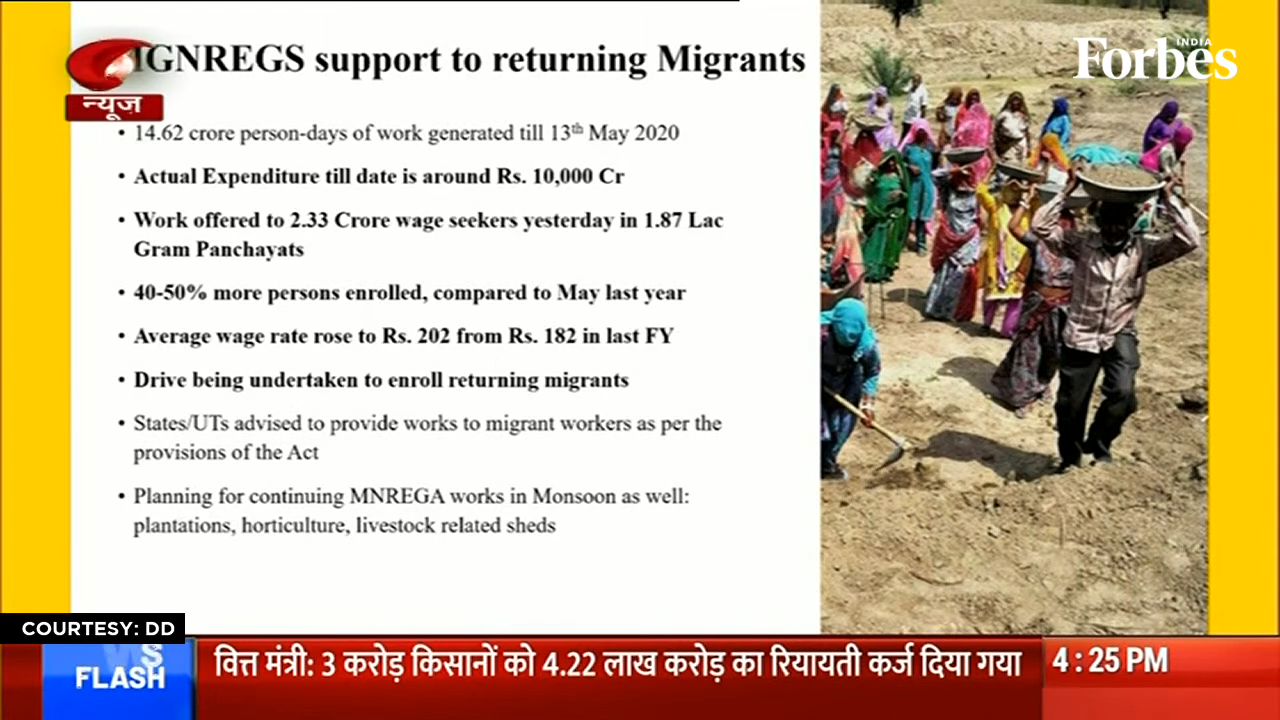 IGNREGS support to returning Migrants
न्यूज़
INDIA
Forbes
• 14.62 crore person-days of work generated till 13th May 2020
• Actual Expenditure till date is around Rs. 10,000 Cr
• Work offered to 2.33 Crore wage seekers yesterday in 1.87 Lac
Gram Panchayats
• 40-50% more persons enrolled, compared to May last year
• Average wage rate rose to Rs. 202 from Rs. 182 in last FY
• Drive being undertaken to enroll returning migrants
• States/UTs advised to provide works to migrant workers as per the
provisions of the Act
• Planning for continuing MNREGA works in Monsoon as well:
plantations, horticulture, livestock related sheds
COURTESY: DD
FLASH
वित्त मंत्री: 3 करोड़ किसानों को 4.22 लाख करोड़ का रियायती कर्ज दिया गया
4:25 PM